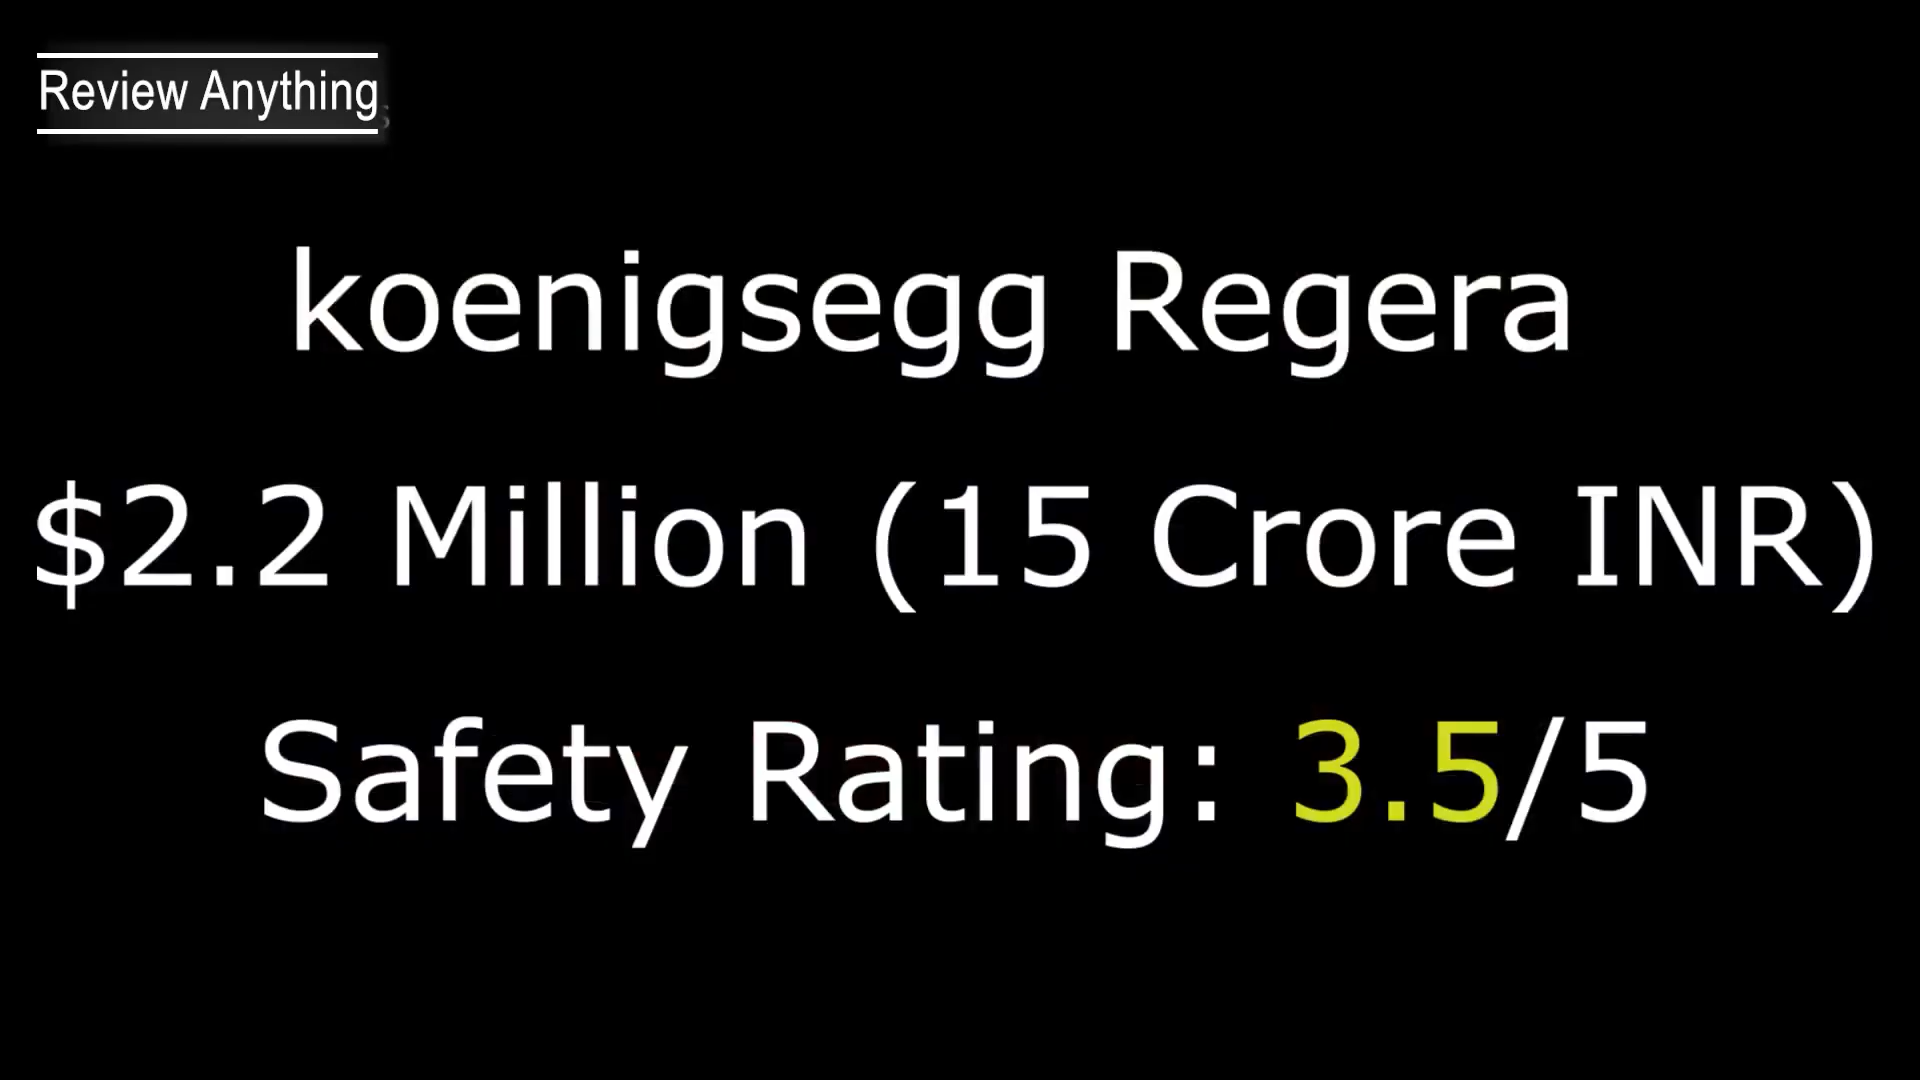 Review Anything
koenigsegg Regera
$2.2 Million (15 Crore INR)
Safety Rating: 3.5/5